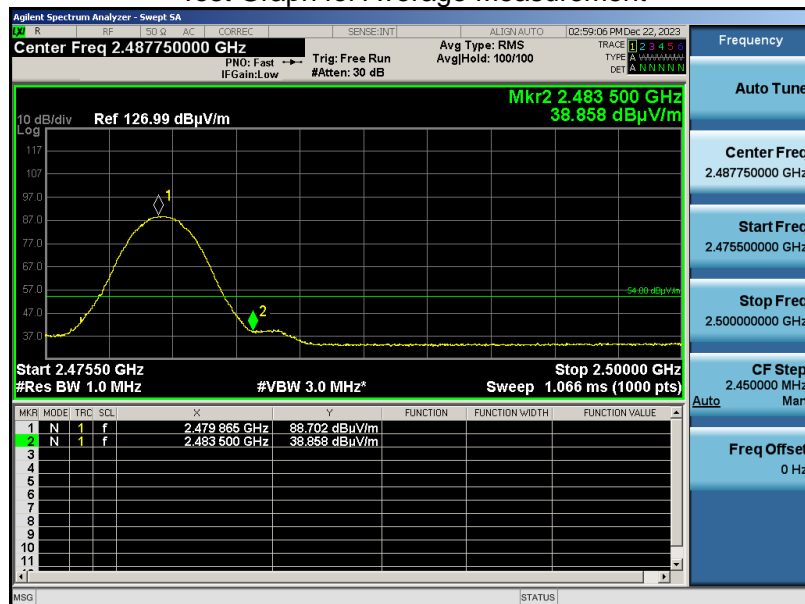 Agilent Spectrum Analyzer - Swept SA
LXI R RF 50 Ω AC CORREC SENSE:INT ALIGN AUTO 02:59:06 PM Dec 22, 2023
Center Freq 2.487750000 GHz
PNO: Fast
IFGain:Low
Trig: Free Run
#Atten: 30 dB
Avg Type: RMS
Avg|Hold: 100/100
TRACE 1 2 3 4 5 6
TYPE A WWWWW
DET A N N N N N
Mkr2 2.483 500 GHz
38.858 dBµV/m
10 dB/div Ref 126.99 dBµV/m
Log
117
107
97.0
87.0
77.0
67.0
57.0
47.0
37.0
1
2
54.00 dBµV/m
Start 2.47550 GHz Stop 2.50000 GHz
#Res BW 1.0 MHz #VBW 3.0 MHz* Sweep 1.066 ms (1000 pts)
MKR MODE TRC SCL X Y FUNCTION FUNCTION WIDTH FUNCTION VALUE
1 N 1 f 2.479 865 GHz 88.702 dBµV/m
2 N 1 f 2.483 500 GHz 38.858 dBµV/m
3
4
5
6
7
8
9
10
11
MSG STATUS
Frequency
Auto Tune
Center Freq
2.487750000 GHz
Start Freq
2.475500000 GHz
Stop Freq
2.500000000 GHz
CF Step
2.450000 MHz
Auto Man
Freq Offset
0 Hz